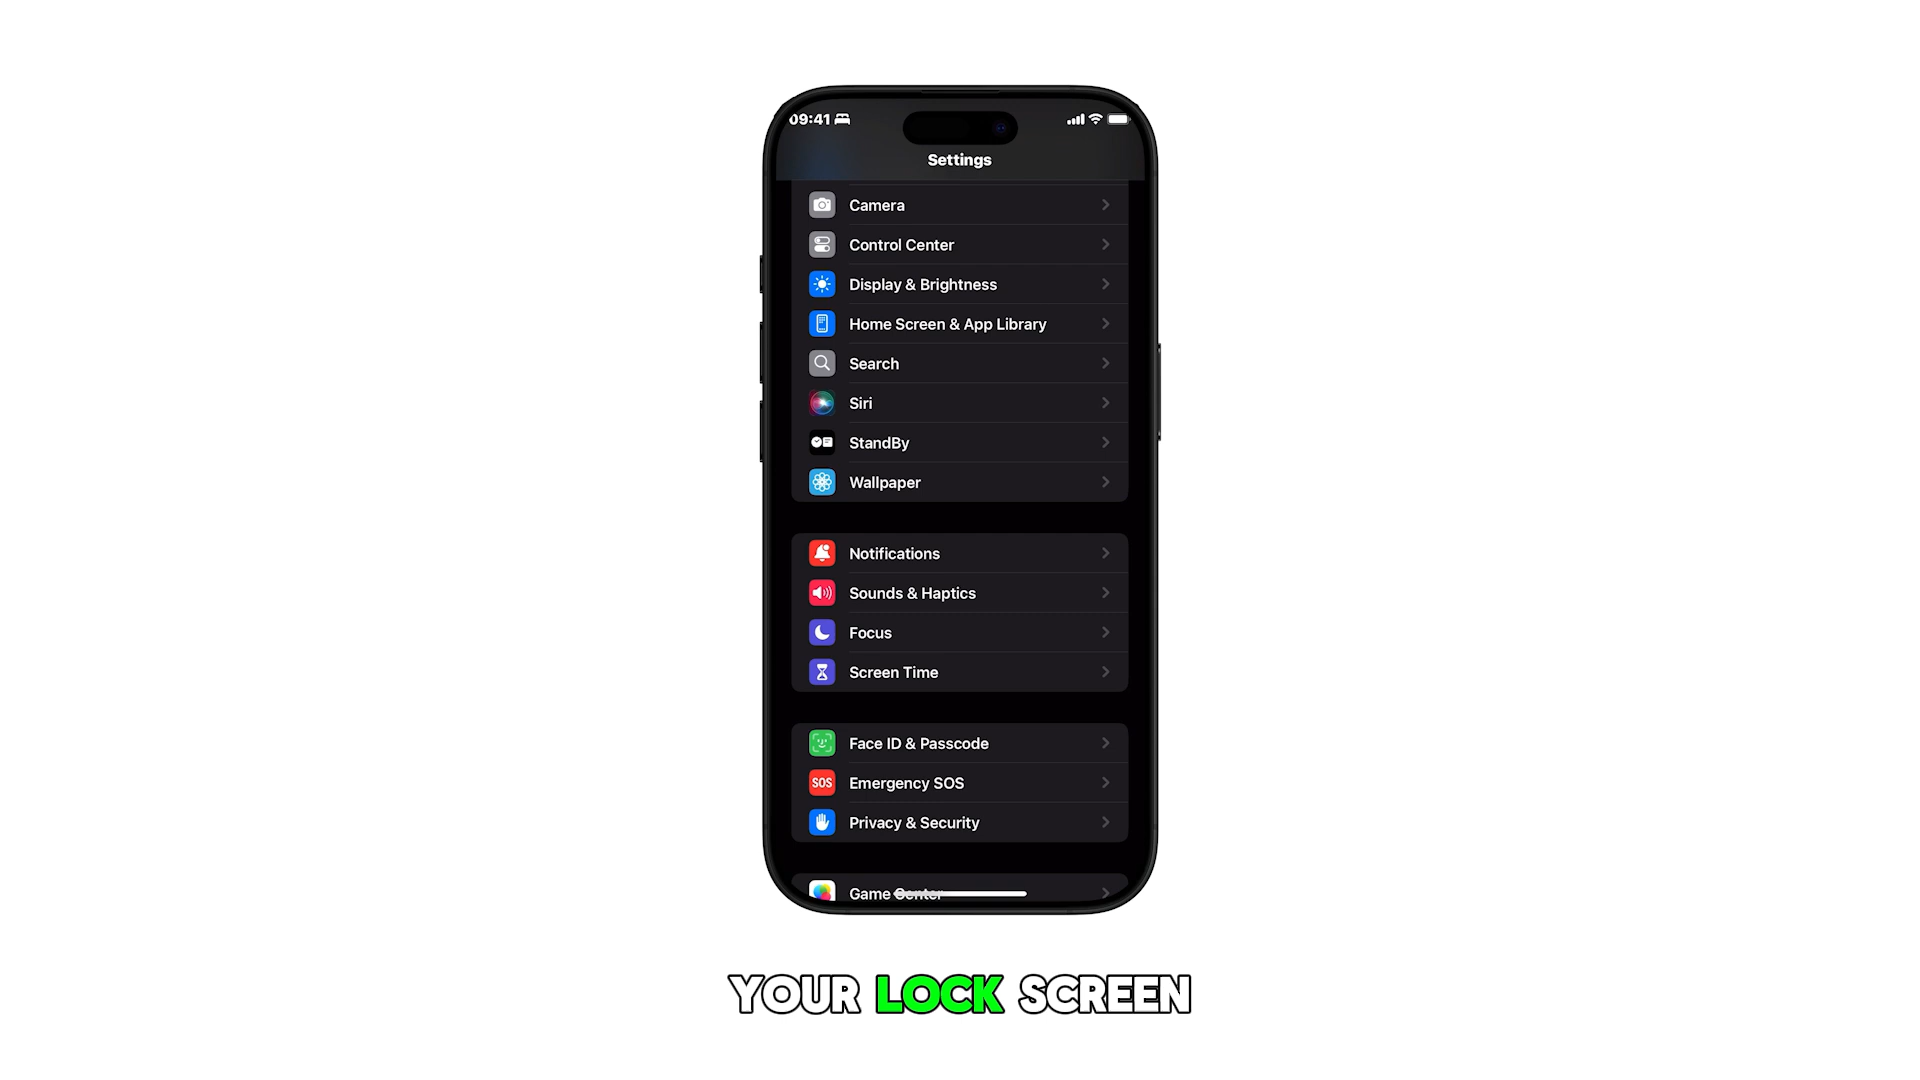 09:41
Settings
Camera
Control Center
Display & Brightness
Home Screen & App Library
Search
Siri
StandBy
Wallpaper
Notifications
Sounds & Haptics
Focus
Screen Time
Face ID & Passcode
SOS Emergency SOS
Privacy & Security
Game Center
YOUR LOCK SCREEN